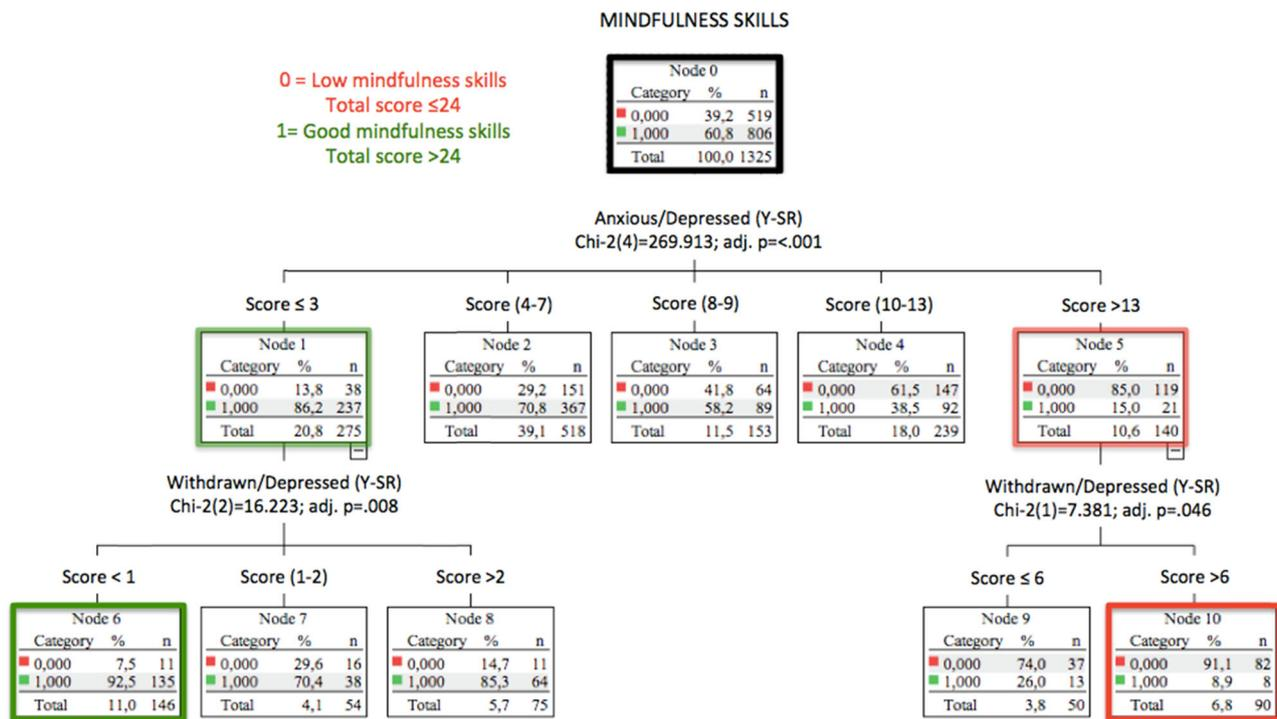 MINDFULNESS SKILLS
0 = Low mindfulness skills
Total score ≤24
1= Good mindfulness skills
Total score >24
Node 0
Category % n
0,000 39,2 519
1,000 60,8 806
Total 100,0 1325
Anxious/Depressed (Y-SR)
Chi-2(4)=269.913; adj. p=<.001
Score ≤ 3
Node 1
Category % n
0,000 13,8 38
1,000 86,2 237
Total 20,8 275
Score (4-7)
Node 2
Category % n
0,000 29,2 151
1,000 70,8 367
Total 39,1 518
Score (8-9)
Node 3
Category % n
0,000 41,8 64
1,000 58,2 89
Total 11,5 153
Score (10-13)
Node 4
Category % n
0,000 61,5 147
1,000 38,5 92
Total 18,0 239
Score >13
Node 5
Category % n
0,000 85,0 119
1,000 15,0 21
Total 10,6 140
Withdrawn/Depressed (Y-SR)
Chi-2(2)=16.223; adj. p=.008
Withdrawn/Depressed (Y-SR)
Chi-2(1)=7.381; adj. p=.046
Score < 1
Node 6
Category % n
0,000 7,5 11
1,000 92,5 135
Total 11,0 146
Score (1-2)
Node 7
Category % n
0,000 29,6 16
1,000 70,4 38
Total 4,1 54
Score >2
Node 8
Category % n
0,000 14,7 11
1,000 85,3 64
Total 5,7 75
Score ≤ 6
Node 9
Category % n
0,000 74,0 37
1,000 26,0 13
Total 3,8 50
Score >6
Node 10
Category % n
0,000 91,1 82
1,000 8,9 8
Total 6,8 90